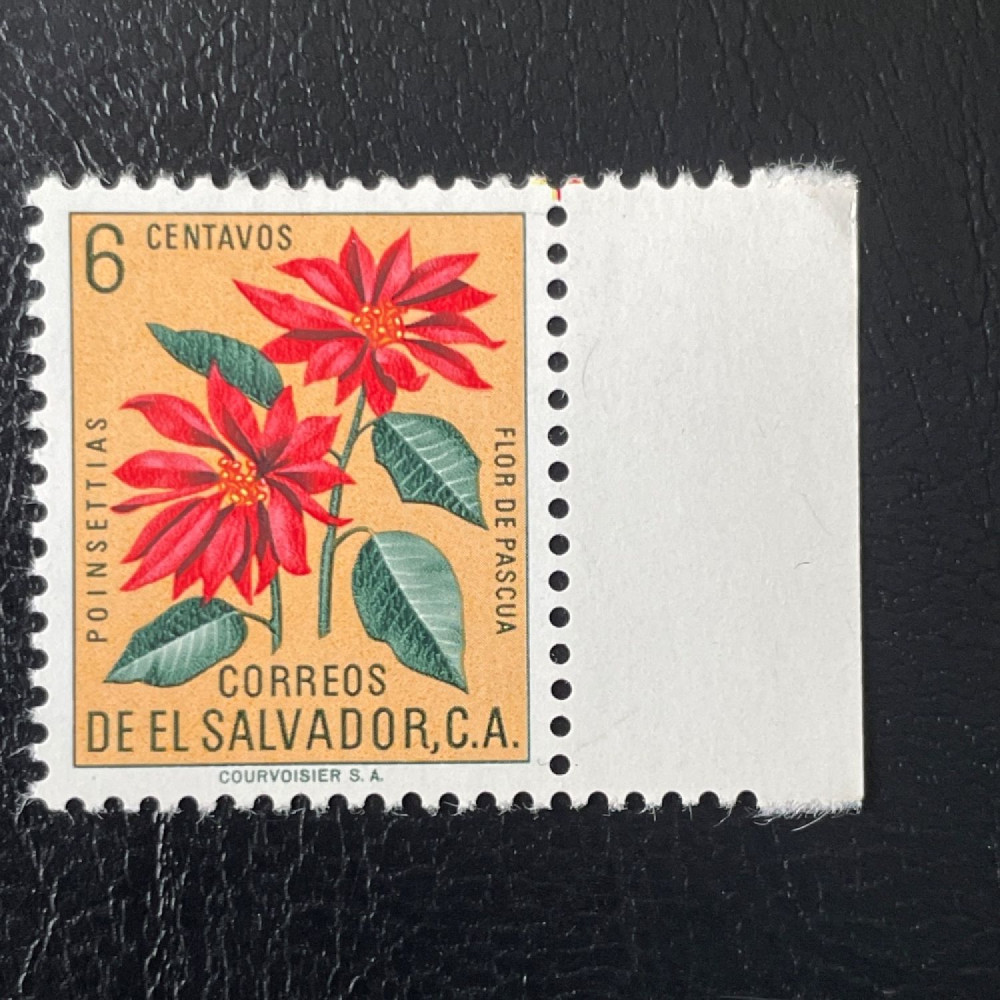 6 CENTAVOS
POINSETTIAS
FLOR DE PASCUA
CORREOS
DE EL SALVADOR, C.A.
COURVOISIER S. A.